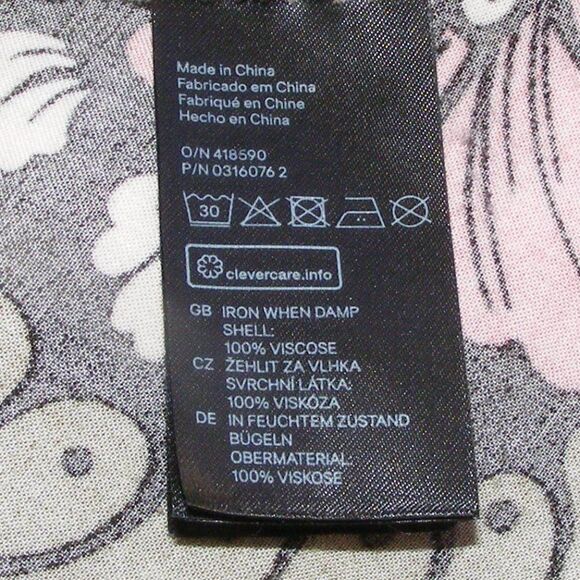 Made in China
Fabricado em China
Fabriqué en Chine
Hecho en China
O/N 418590
P/N 0316076 2
30
clevercare.info
GB IRON WHEN DAMP
SHELL:
100% VISCOSE
CZ ŽEHLIT ZA VLHKA
SVRCHNÍ LÁTKA:
100% VISKÓZA
DE IN FEUCHTEM ZUSTAND
BÜGELN
OBERMATERIAL:
100% VISKOSE